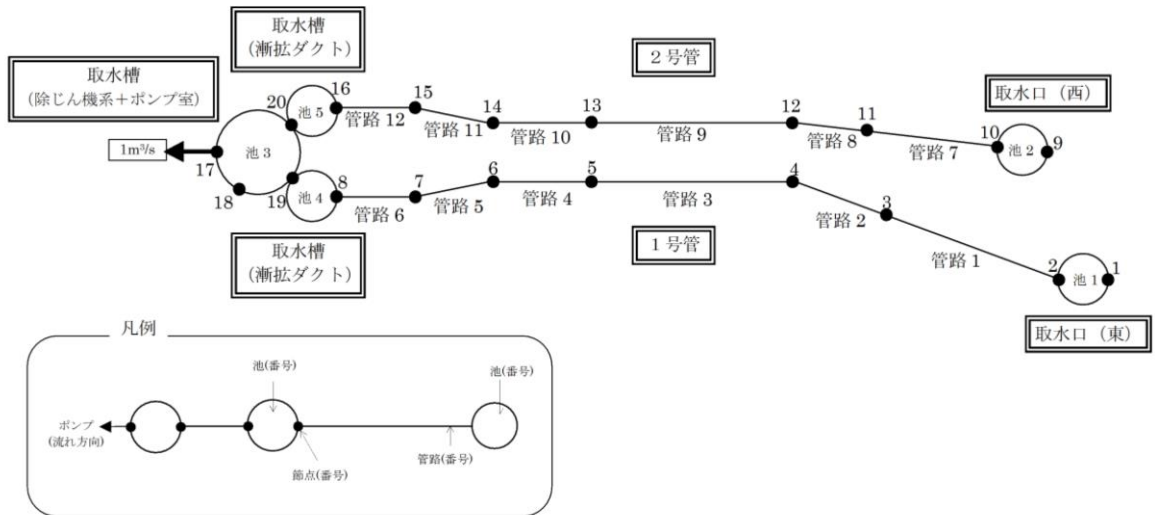 取水槽
(漸拡ダクト)
取水槽
(除じん機系＋ポンプ室)
2号管
取水口（西）
16
15
14
13
12
11
10
9
20
池5
管路12
管路11
管路10
管路9
管路8
管路7
池2
1m³/s
17
池3
18
19
池4
8
7
6
5
4
3
管路6
管路5
管路4
管路3
管路2
管路1
2
池1
1
取水槽
(漸拡ダクト)
1号管
取水口（東）
凡例
池(番号)
池(番号)
ポンプ
(流れ方向)
節点(番号)
管路(番号)